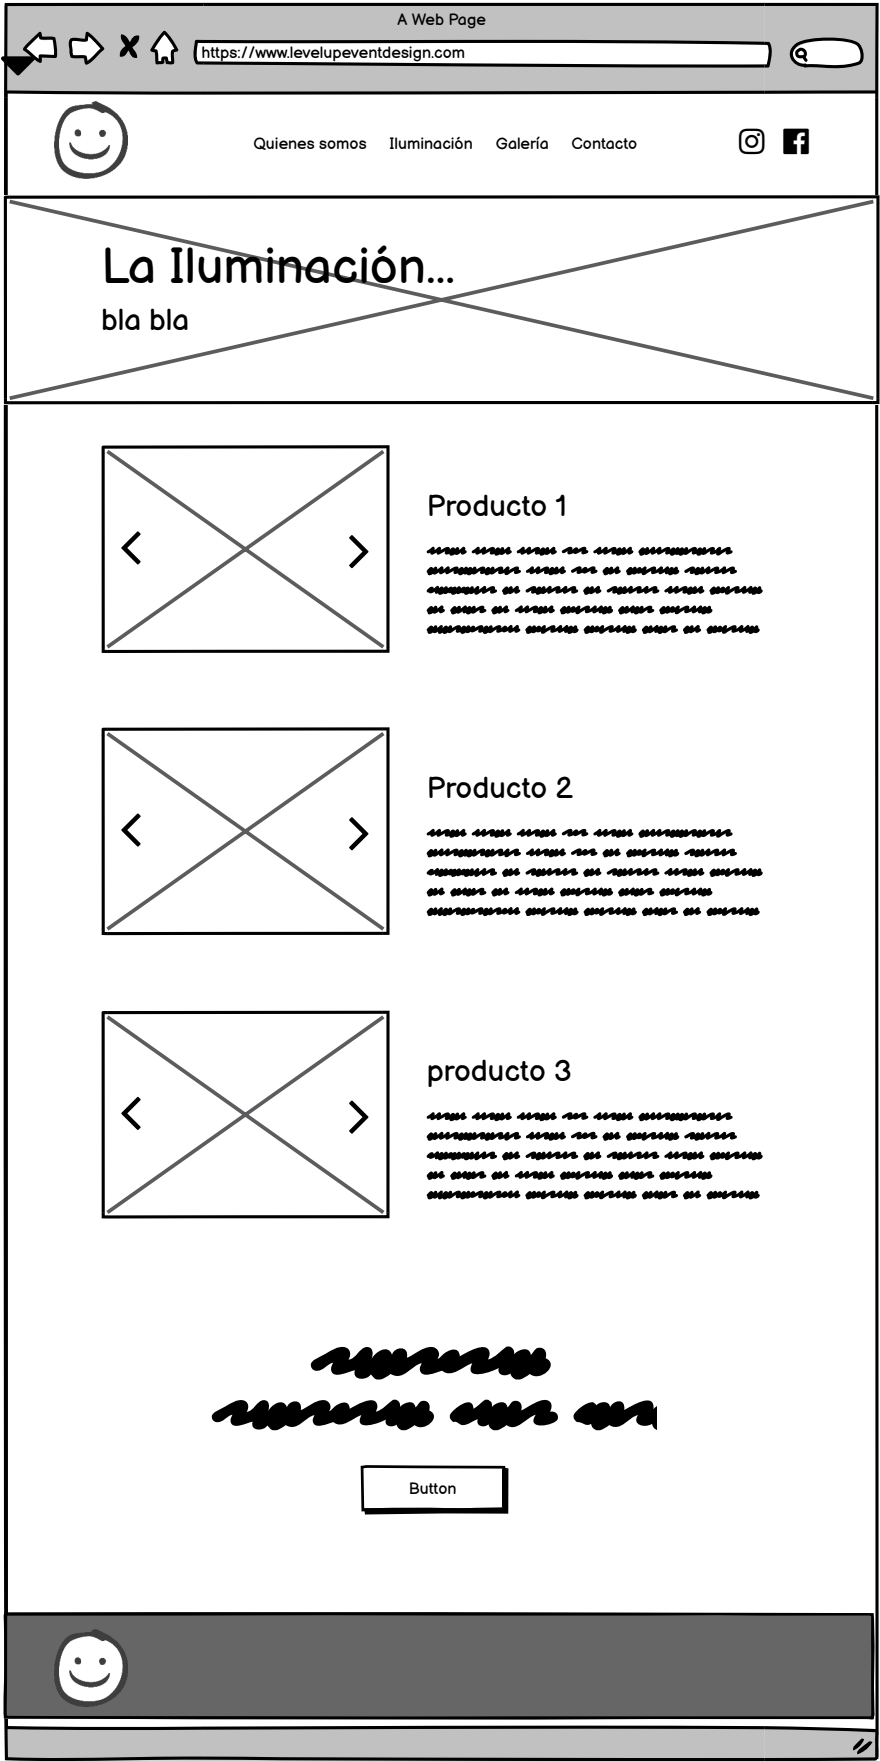 A Web Page
https://www.levelupeventdesign.com
Quienes somos Iluminación Galería Contacto
La Iluminación...
bla bla
Producto 1
Producto 2
producto 3
Button